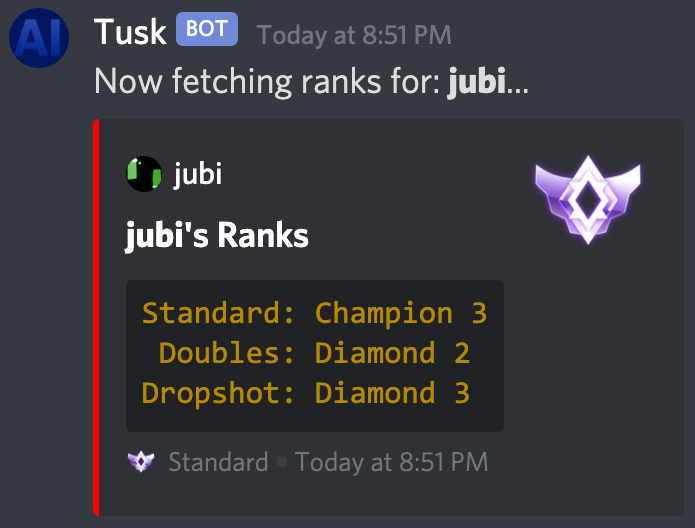 AI
Tusk BOT Today at 8:51 PM
Now fetching ranks for: jubi...
jubi
jubi's Ranks
Standard: Champion 3
Doubles: Diamond 2
Dropshot: Diamond 3
Standard • Today at 8:51 PM